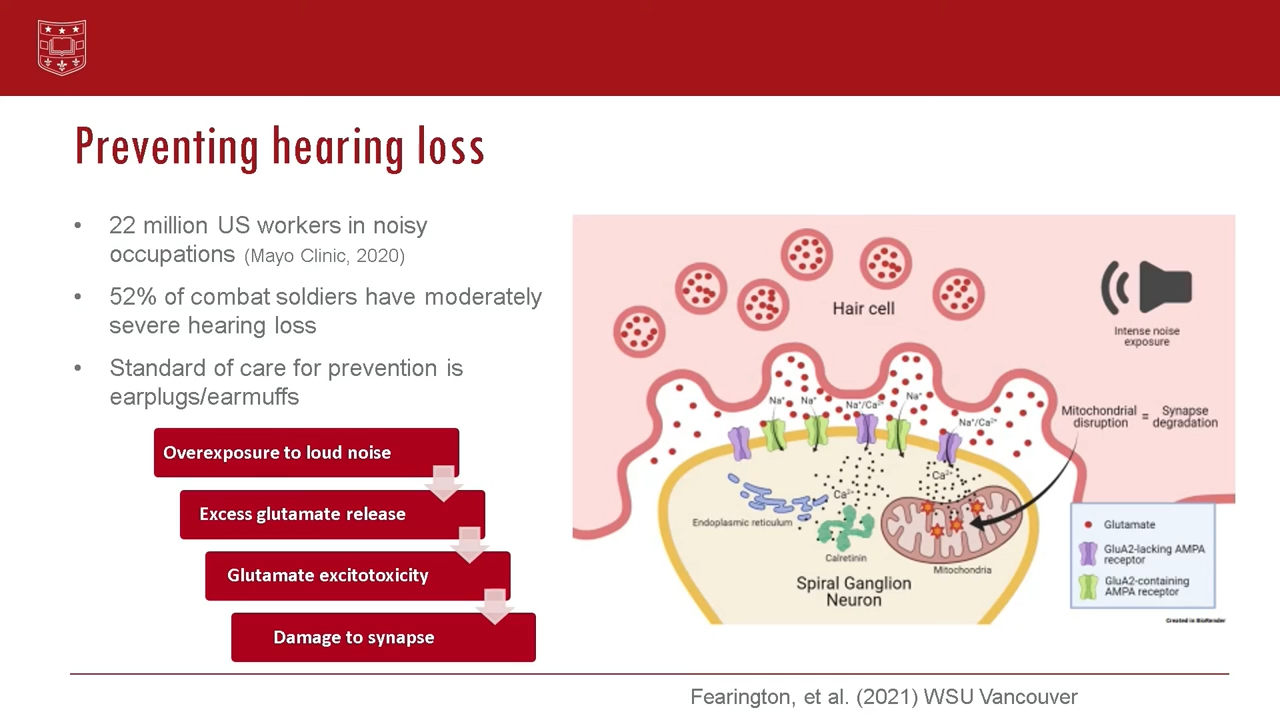 Preventing hearing loss
• 22 million US workers in noisy
occupations (Mayo Clinic, 2020)
• 52% of combat soldiers have moderately
severe hearing loss
• Standard of care for prevention is
earplugs/earmuffs
Overexposure to loud noise
Excess glutamate release
Glutamate excitotoxicity
Damage to synapse
Hair cell
Intense noise
exposure
Na⁺
Na⁺
Na⁺/Ca²⁺
Na⁺
Na⁺/Ca²⁺
Mitochondrial
disruption
=
Synapse
degradation
Ca²⁺
Ca²⁺
Endoplasmic reticulum
Calretinin
Mitochondria
Spiral Ganglion
Neuron
Glutamate
GluA2-lacking AMPA
receptor
GluA2-containing
AMPA receptor
Created in BioRender
Fearington, et al. (2021) WSU Vancouver